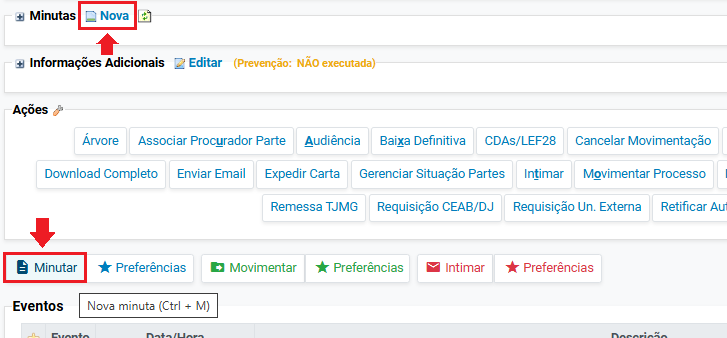 Minutas Nova
Informações Adicionais Editar (Prevenção: NÃO executada)
Ações
Árvore Associar Procurador Parte Audiência Baixa Definitiva CDAs/LEF28 Cancelar Movimentação
Download Completo Enviar Email Expedir Carta Gerenciar Situação Partes Intimar Movimentar Processo
Remessa TJMG Requisição CEAB/DJ Requisição Un. Externa Retificar Aut
Minutar Preferências Movimentar Preferências Intimar Preferências
Eventos Nova minuta (Ctrl + M)
Evento Data/Hora Descrição